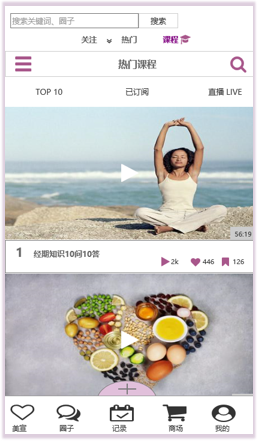 搜索关键词、圈子 搜索
关注 热门 课程
热门课程
TOP 10 已订阅 直播 LIVE
56:19
1 经期知识10问10答
2k 446 126
美宣 圈子 记录 商场 我的